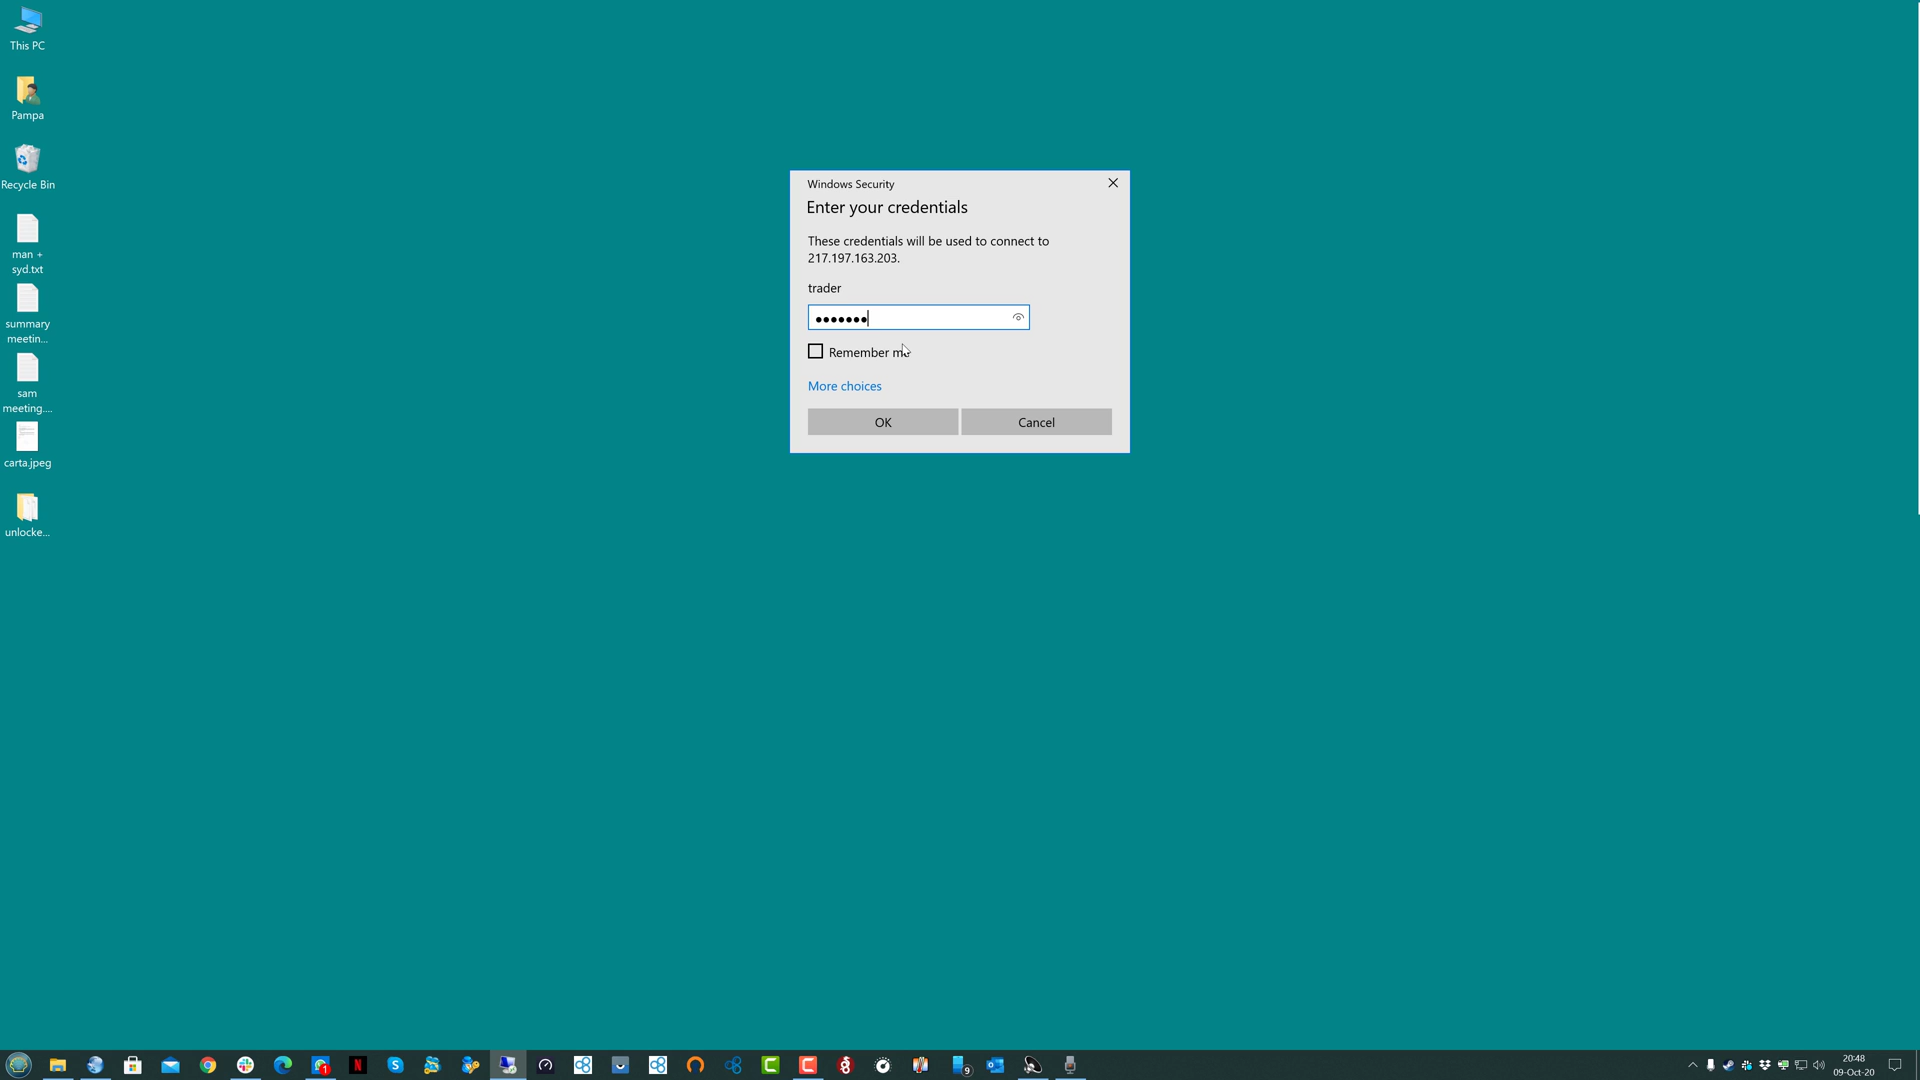 This PC
Pampa
Recycle Bin
man +
syd.txt
summary
meetin...
sam
meeting....
carta.jpeg
unlocke...
Windows Security
Enter your credentials
These credentials will be used to connect to
217.197.163.203.
trader
•••••••
Remember me
More choices
OK
Cancel
1
9
20:48
09-Oct-20